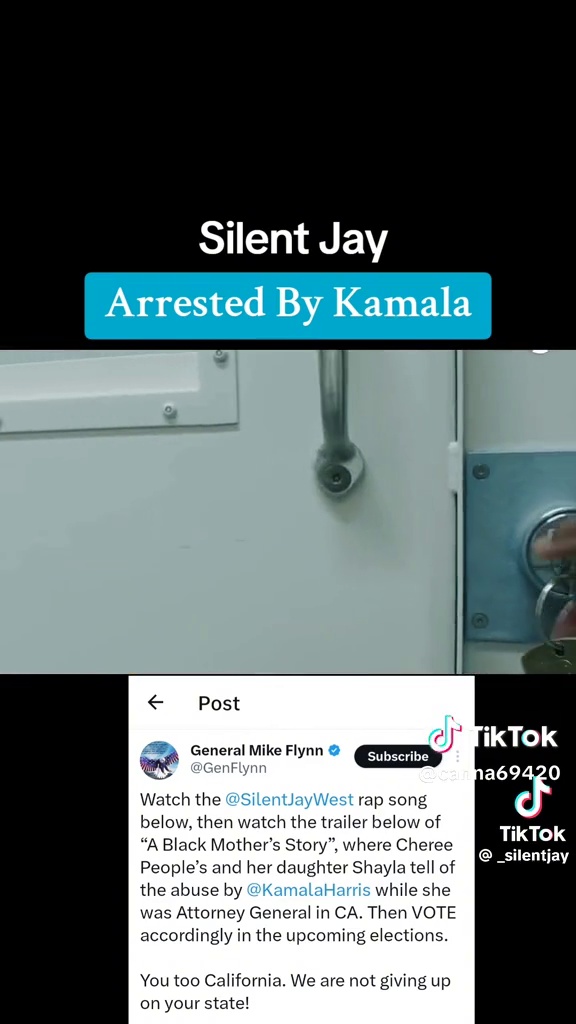 Silent Jay
Arrested By Kamala
Post
General Mike Flynn
@GenFlynn
Subscribe
Watch the @SilentJayWest rap song
below, then watch the trailer below of
“A Black Mother’s Story”, where Cheree
People’s and her daughter Shayla tell of
the abuse by @KamalaHarris while she
was Attorney General in CA. Then VOTE
accordingly in the upcoming elections.
You too California. We are not giving up
on your state!
TikTok
@canna69420
TikTok
@ _silentjay